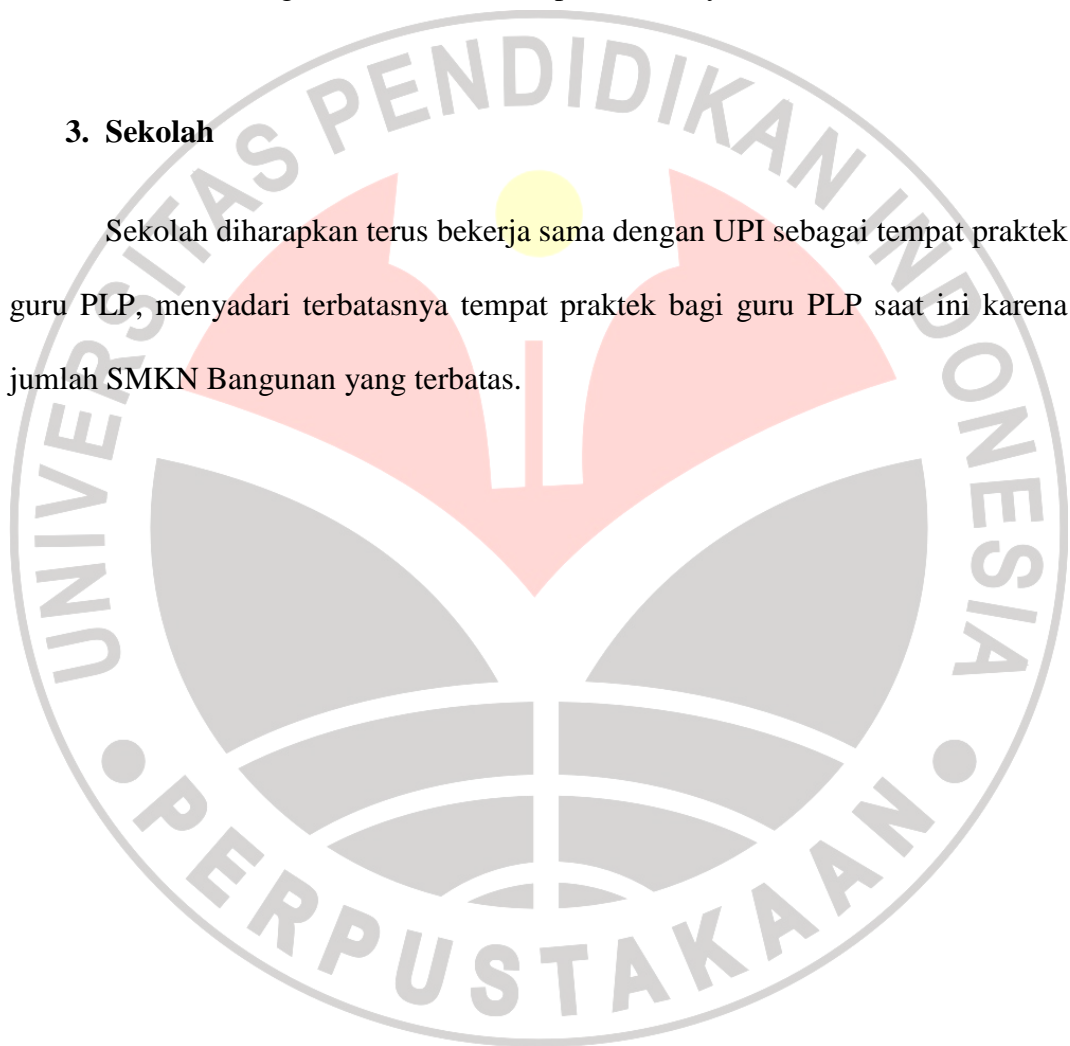 3. Sekolah
Sekolah diharapkan terus bekerja sama dengan UPI sebagai tempat praktek
guru PLP, menyadari terbatasnya tempat praktek bagi guru PLP saat ini karena
jumlah SMKN Bangunan yang terbatas.
UNIVERSITAS PENDIDIKAN INDONESIA
PERPUSTAKAAN